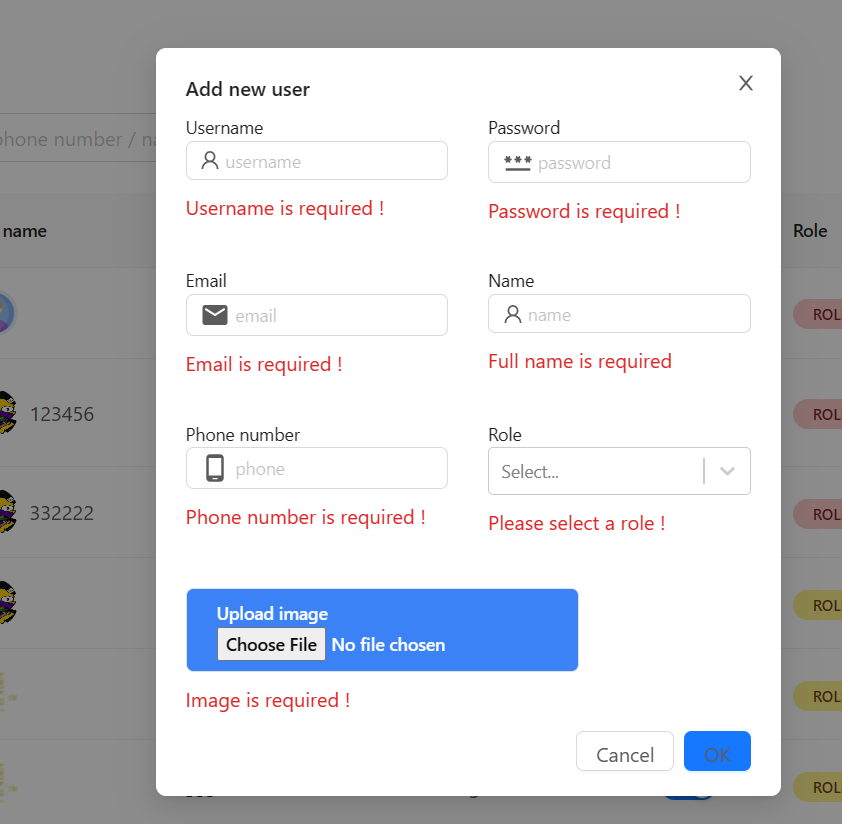 Add new user
Username
Password
phone number / na
username
*** password
Username is required !
Password is required !
name
Role
Email
Name
email
name
ROL
Email is required !
Full name is required
123456
ROL
Phone number
Role
phone
Select...
332222
ROL
Phone number is required !
Please select a role !
ROL
Upload image
Choose File No file chosen
ROL
Image is required !
Cancel
OK
ROL